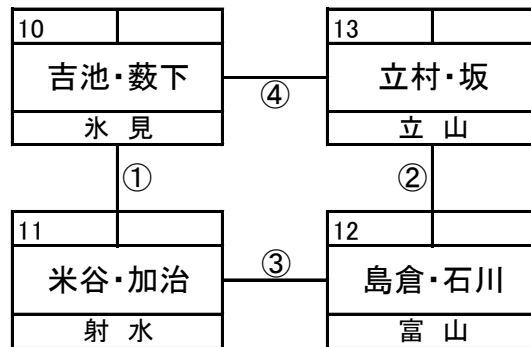 10
吉池・薮下
氷 見
13
立村・坂
立 山
④
①
②
11
米谷・加治
射 水
12
島倉・石川
富 山
③